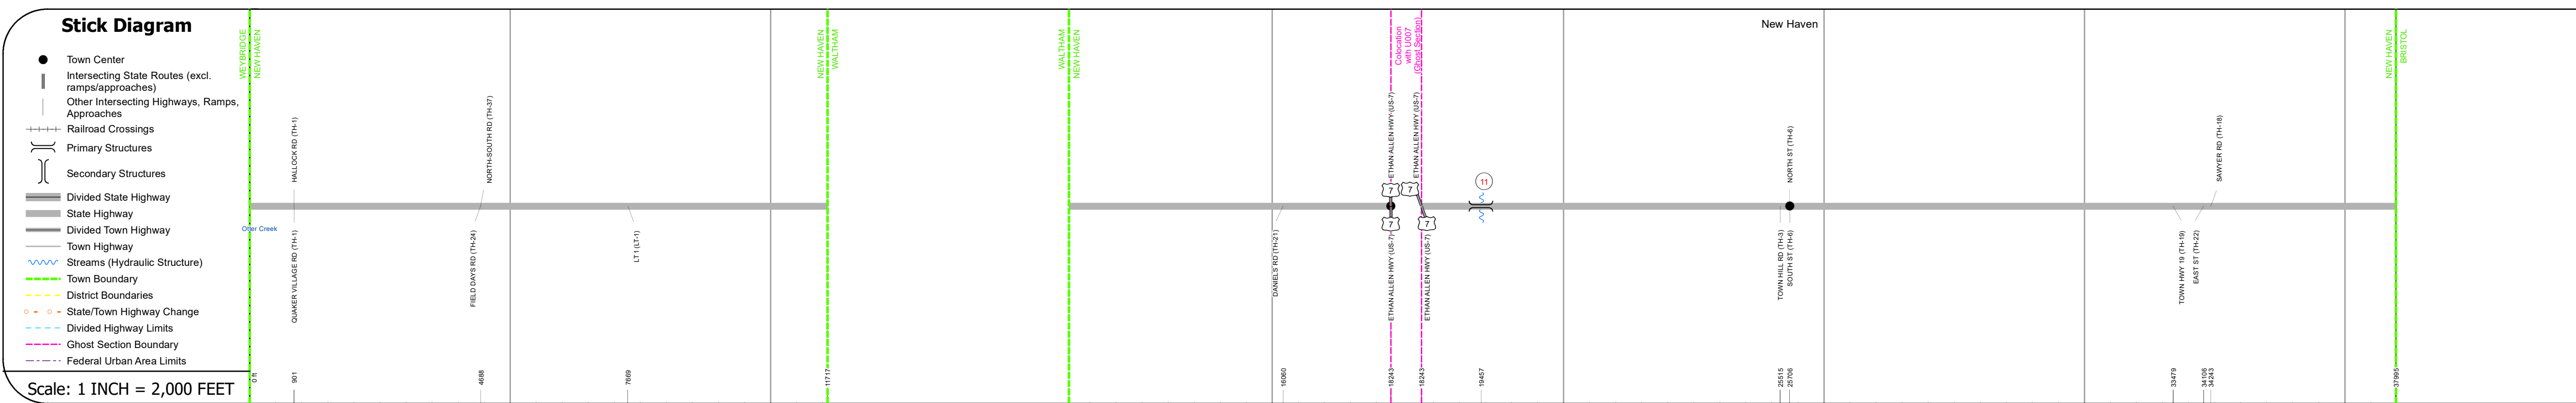 Stick Diagram
Town Center
Intersecting State Routes (excl.
ramps/approaches)
Other Intersecting Highways, Ramps,
Approaches
Railroad Crossings
Primary Structures
Secondary Structures
Divided State Highway
State Highway
Divided Town Highway
Town Highway
Streams (Hydraulic Structure)
Town Boundary
District Boundaries
State/Town Highway Change
Divided Highway Limits
Ghost Section Boundary
Federal Urban Area Limits
Scale: 1 INCH = 2,000 FEET
WEYBRIDGE
NEW HAVEN
NEW HAVEN
WALTHAM
WALTHAM
NEW HAVEN
Colocation
with U007
(Ghost Section)
New Haven
NEW HAVEN
BRISTOL
HALLOCK RD (TH-1)
NORTH-SOUTH RD (TH-37)
ETHAN ALLEN HWY (US-7)
ETHAN ALLEN HWY (US-7)
NORTH ST (TH-6)
SAWYER RD (TH-18)
7
7
11
7
7
Otter Creek
QUAKER VILLAGE RD (TH-1)
FIELD DAYS RD (TH-24)
LT 1 (LT-1)
DANIELS RD (TH-21)
ETHAN ALLEN HWY (US-7)
ETHAN ALLEN HWY (US-7)
TOWN HILL RD (TH-3)
SOUTH ST (TH-6)
TOWN HWY 19 (TH-19)
EAST ST (TH-22)
0 ft
901
4688
7669
11717
16060
18243
18243
19457
25515
25706
33479
34106
34243
37995